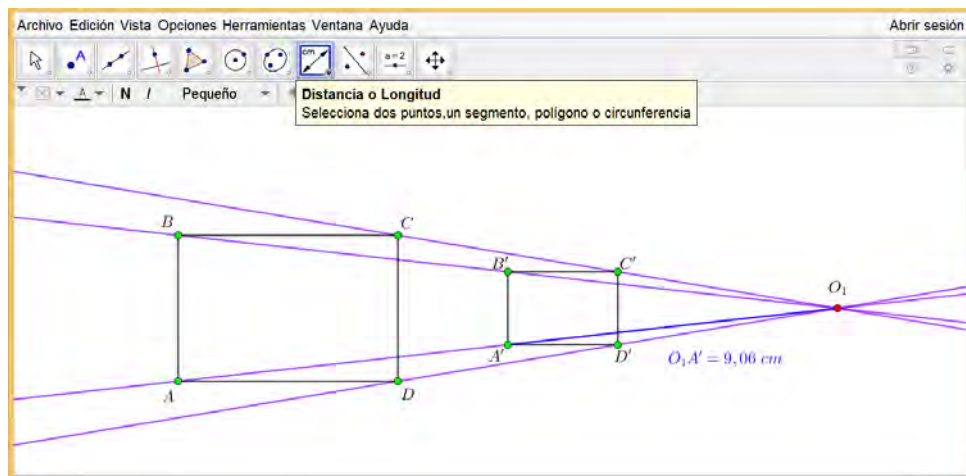 Archivo Edición Vista Opciones Herramientas Ventana Ayuda Abrir sesión
A cm a=2
A N I Pequeño
Distancia o Longitud
Selecciona dos puntos,un segmento, polígono o circunferencia
B C
B′ C′ O₁
A′ D′ O₁A′ = 9,06 cm
A D